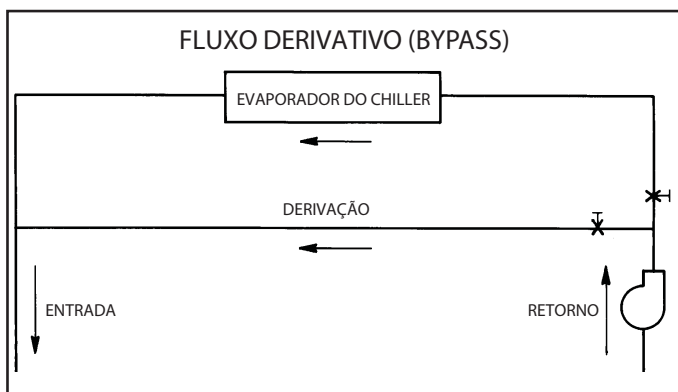 FLUXO DERIVATIVO (BYPASS)
EVAPORADOR DO CHILLER
DERIVAÇÃO
ENTRADA
RETORNO